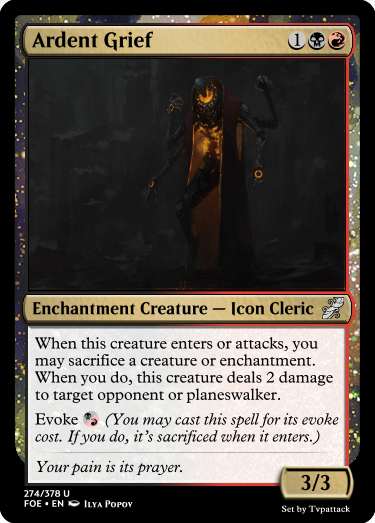 Ardent Grief 1
Enchantment Creature — Icon Cleric
When this creature enters or attacks, you
may sacrifice a creature or enchantment.
When you do, this creature deals 2 damage
to target opponent or planeswalker.
Evoke (You may cast this spell for its evoke
cost. If you do, it's sacrificed when it enters.)
Your pain is its prayer.
3/3
274/378 U
FOE • EN Ilya Popov
Set by Tvpattack